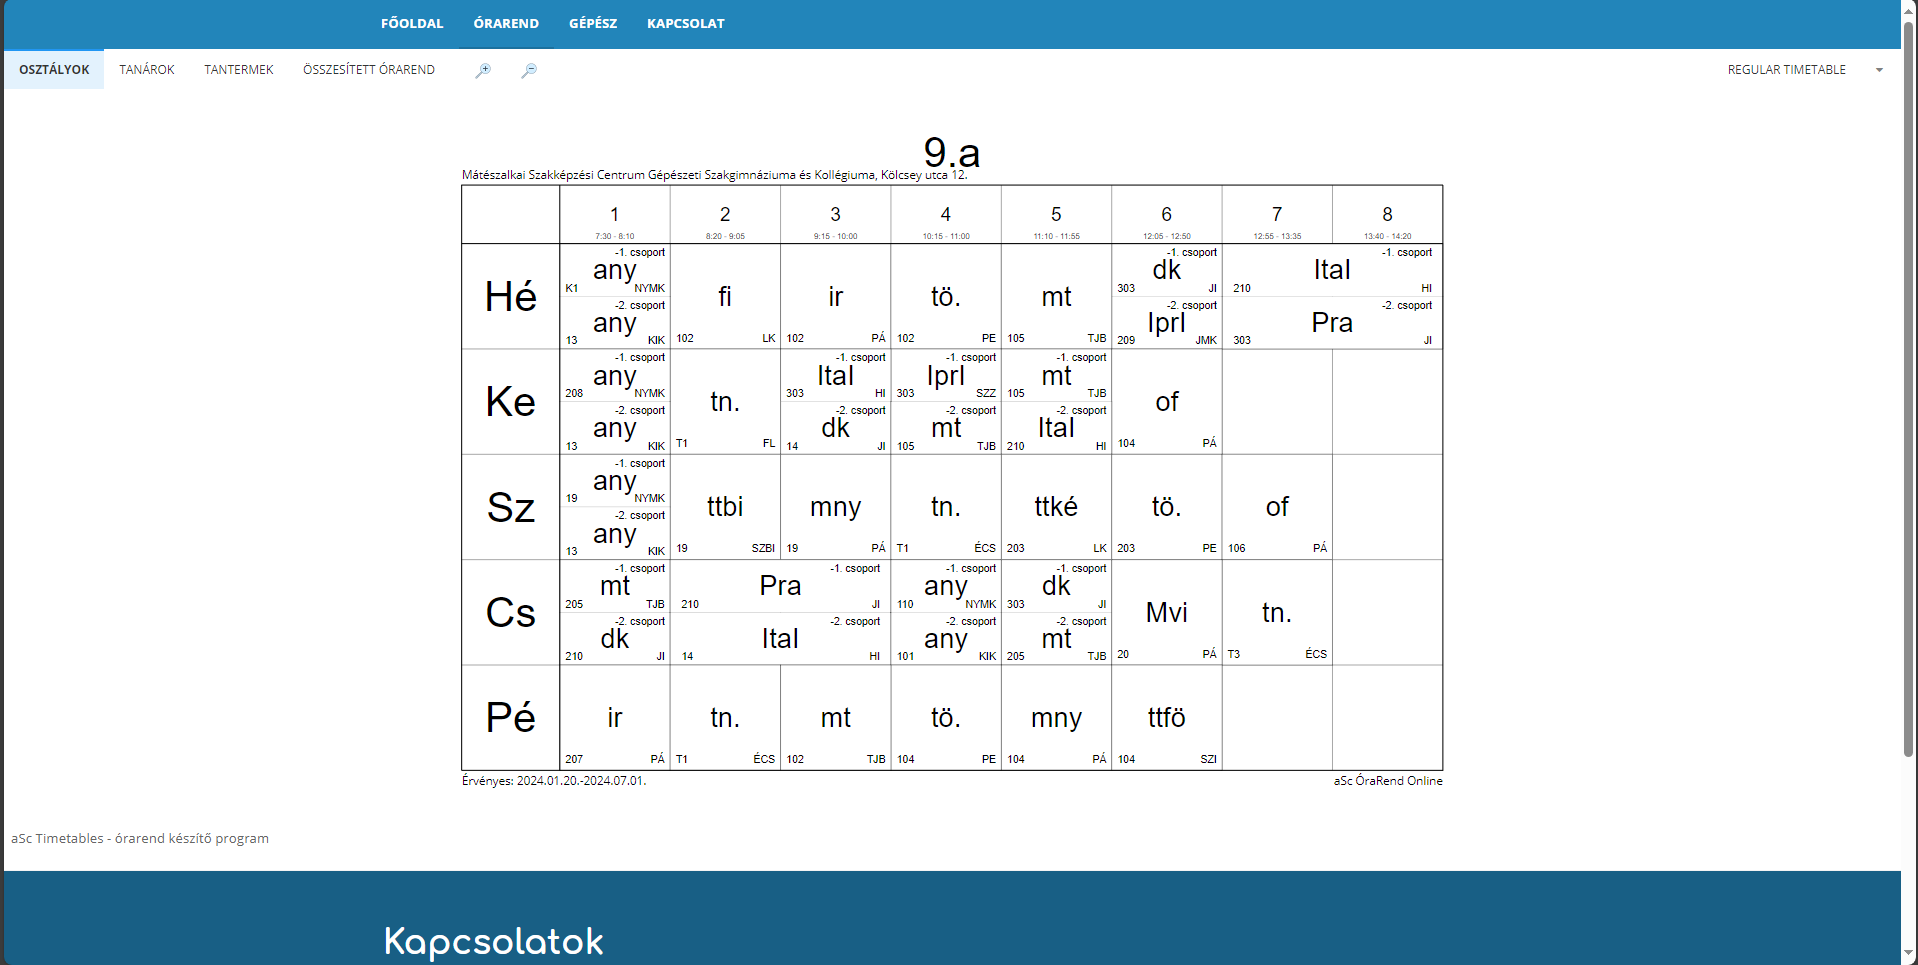 FŐOLDAL ÓRAREND GÉPÉSZ KAPCSOLAT
OSZTÁLYOK TANÁROK TANTERMEK ÖSSZESÍTETT ÓRAREND REGULAR TIMETABLE
9.a
Mátészalkai Szakképzési Centrum Gépészeti Szakgimnáziuma és Kollégiuma, Kölcsey utca 12.
1 2 3 4 5 6 7 8
7:30 - 8:10 8:20 - 9:05 9:15 - 10:00 10:15 - 11:00 11:10 - 11:55 12:05 - 12:50 12:55 - 13:35 13:40 - 14:20
Hé
-1. csoport
any
K1 NYMK
-2. csoport
any
13 KIK
fi
102 LK
ir
102 PÁ
tö.
102 PE
mt
105 TJB
-1. csoport
dk
303 JI
-2. csoport
Iprl
209 JMK
-1. csoport
Ital
210 HI
-2. csoport
Pra
303 JI
Ke
-1. csoport
any
208 NYMK
-2. csoport
any
13 KIK
tn.
T1 FL
-1. csoport
Ital
303 HI
-2. csoport
dk
14 JI
-1. csoport
Iprl
303 SZZ
-2. csoport
mt
105 TJB
-1. csoport
mt
105 TJB
-2. csoport
Ital
210 HI
of
104 PÁ
Sz
-1. csoport
any
19 NYMK
-2. csoport
any
13 KIK
ttbi
19 SZBI
mny
19 PÁ
tn.
T1 ÉCS
ttké
203 LK
tö.
203 PE
of
106 PÁ
Cs
-1. csoport
mt
205 TJB
-2. csoport
dk
210 JI
-1. csoport
Pra
210 JI
-2. csoport
Ital
14 HI
-1. csoport
any
110 NYMK
-2. csoport
any
101 KIK
-1. csoport
dk
303 JI
-2. csoport
mt
205 TJB
Mvi
20 PÁ
tn.
T3 ÉCS
Pé
ir
207 PÁ
tn.
T1 ÉCS
mt
102 TJB
tö.
104 PE
mny
104 PÁ
ttfö
104 SZI
Érvényes: 2024.01.20.-2024.07.01. aSc ÓraRend Online
aSc Timetables - órarend készítő program
Kapcsolatok